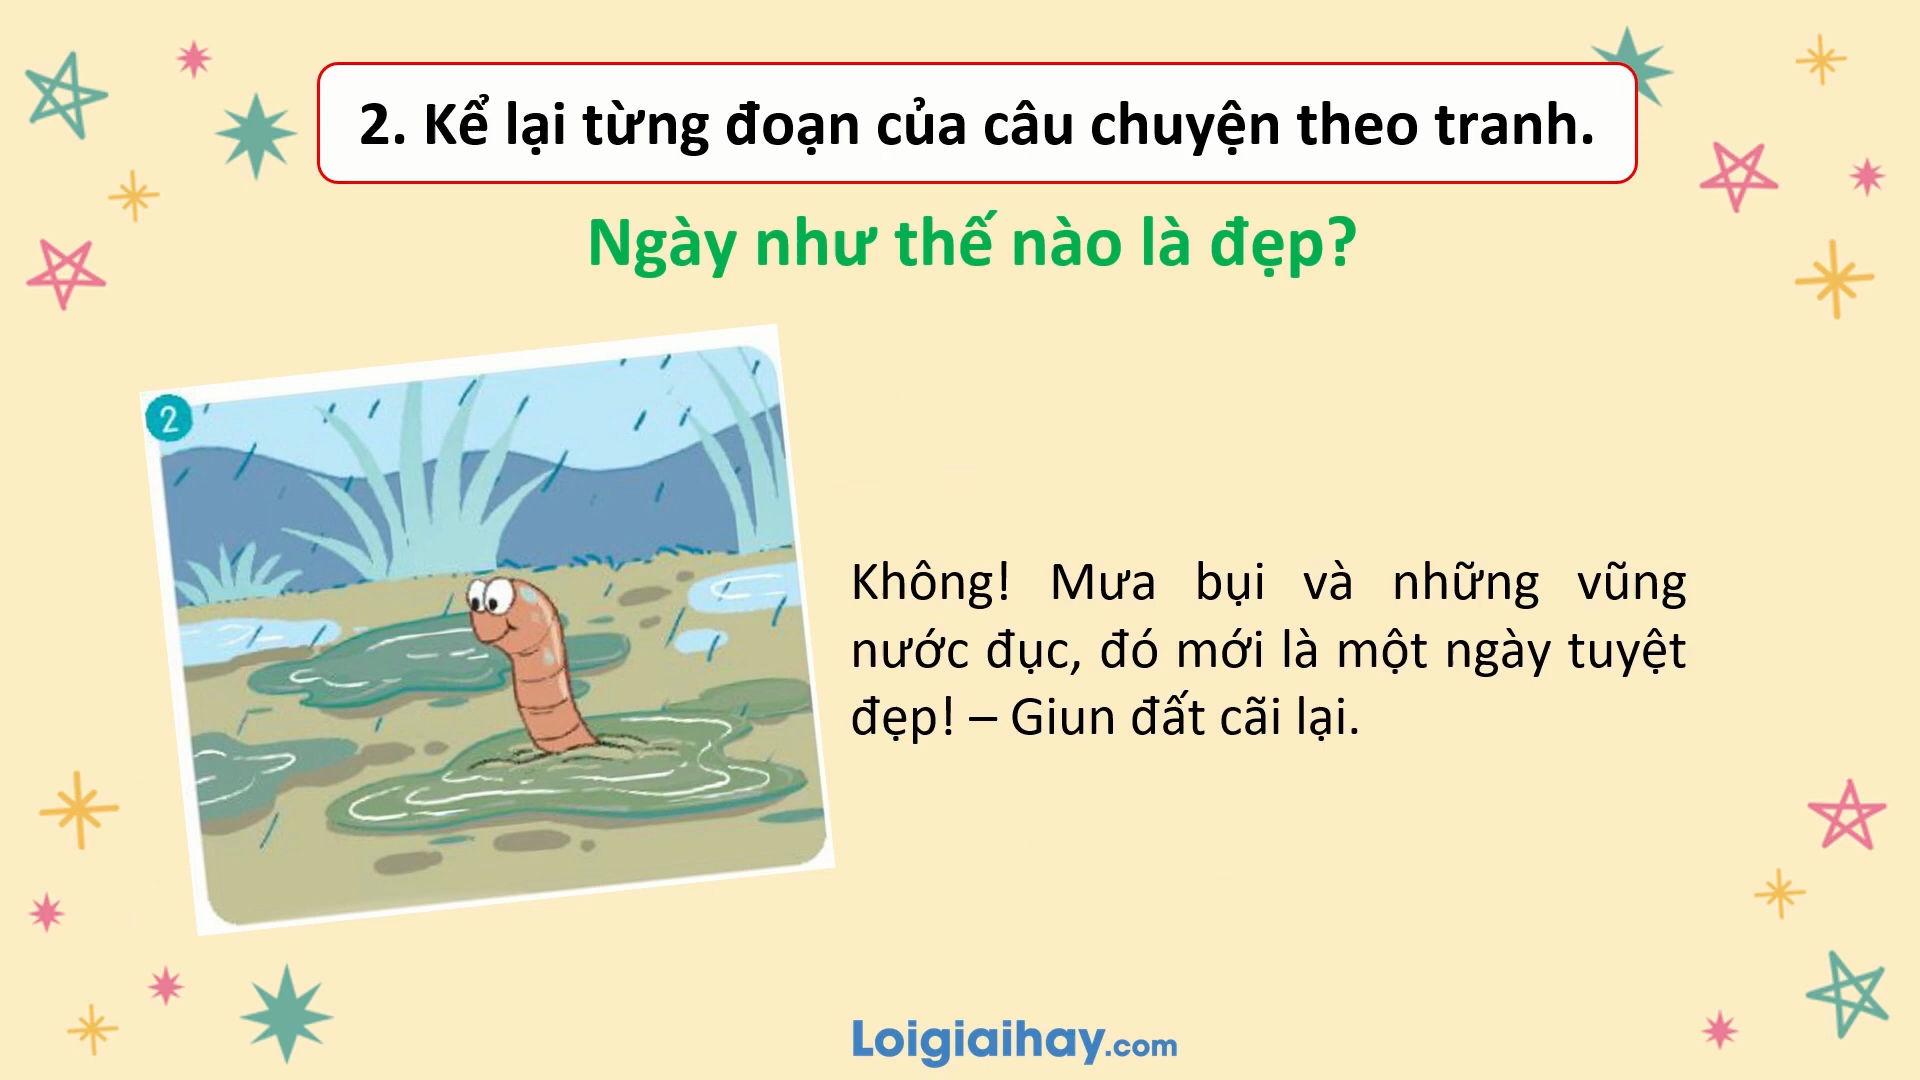 2. Kể lại từng đoạn của câu chuyện theo tranh.
Ngày như thế nào là đẹp?
2
Không! Mưa bụi và những vũng
nước đục, đó mới là một ngày tuyệt
đẹp! – Giun đất cãi lại.
Loigiaihay.com